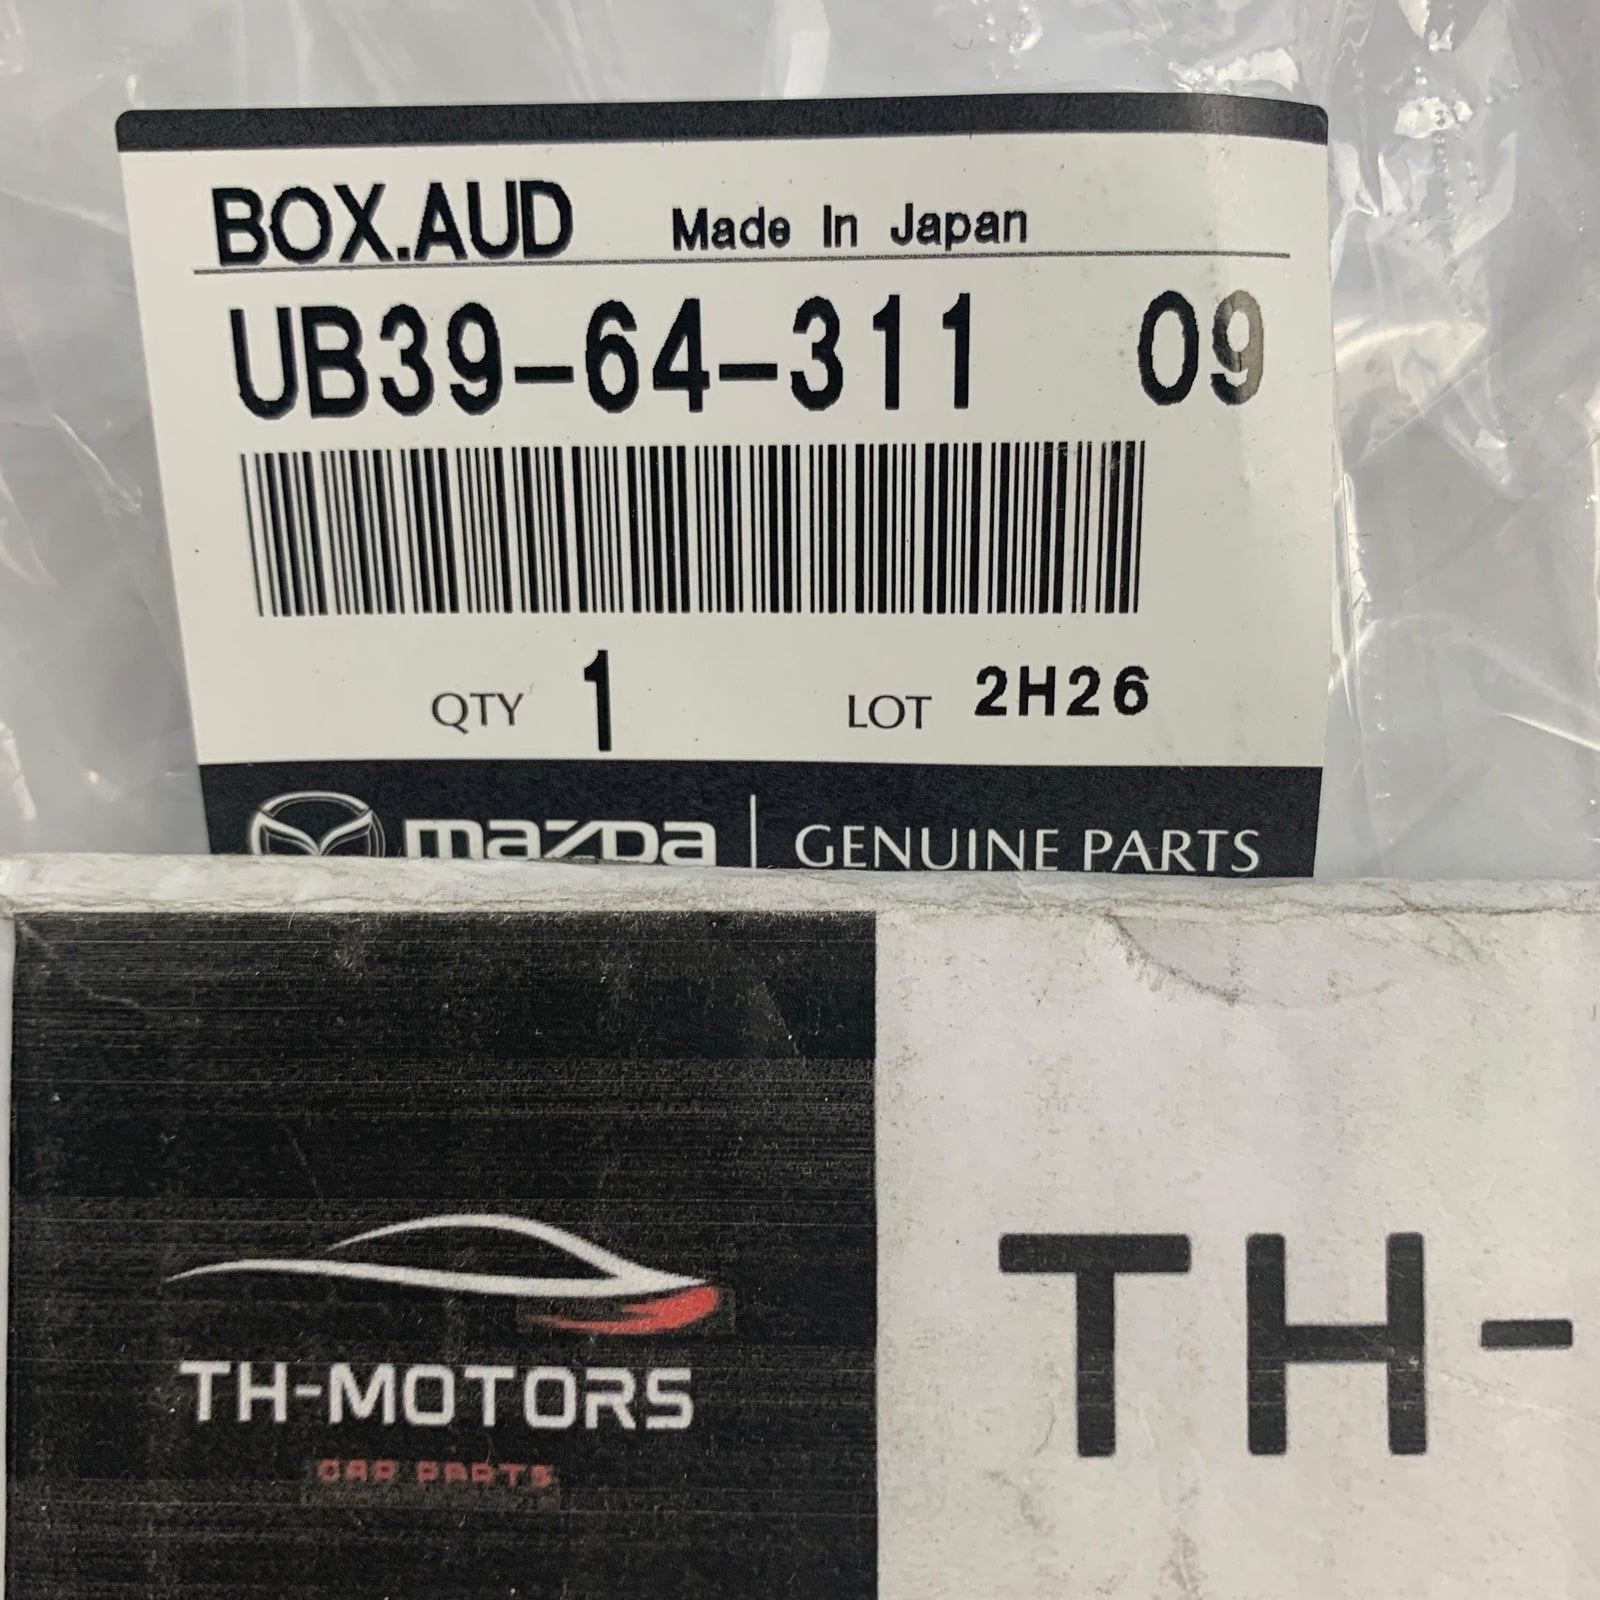 BOX.AUD Made In Japan
UB39-64-311 09
QTY 1 LOT 2H26
mazda GENUINE PARTS
TH-MOTORS
CAR PARTS
TH-